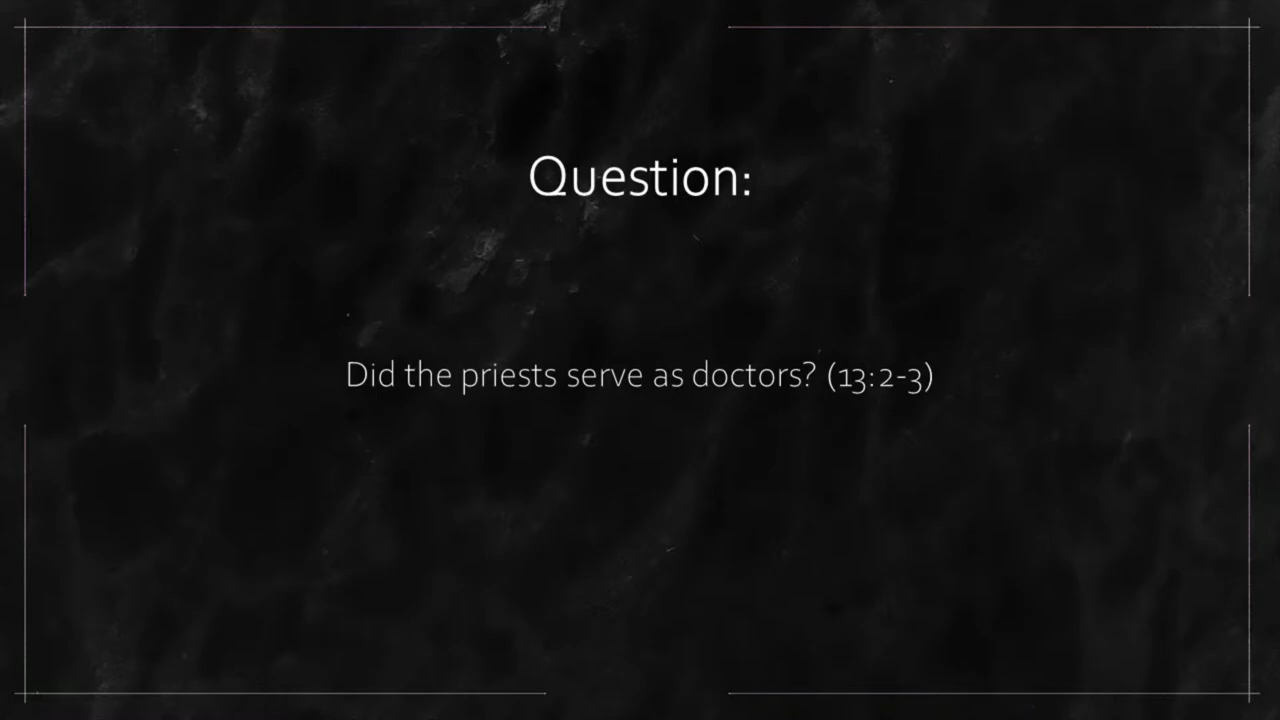 Question:
Did the priests serve as doctors? (13:2-3)